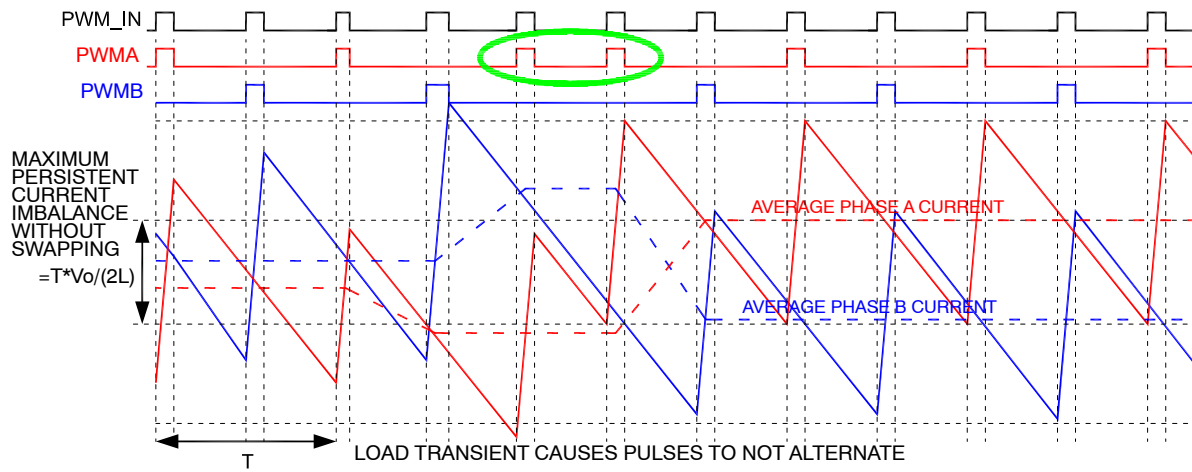 PWM_IN
PWMA
PWMB
MAXIMUM
PERSISTENT
CURRENT
IMBALANCE
WITHOUT
SWAPPING
=T*Vo/(2L)
AVERAGE PHASE A CURRENT
AVERAGE PHASE B CURRENT
T
LOAD TRANSIENT CAUSES PULSES TO NOT ALTERNATE